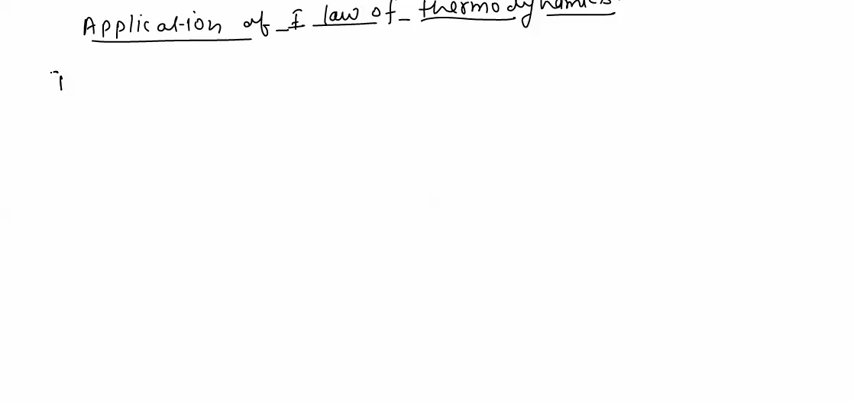 Application of I law of thermodynamics.